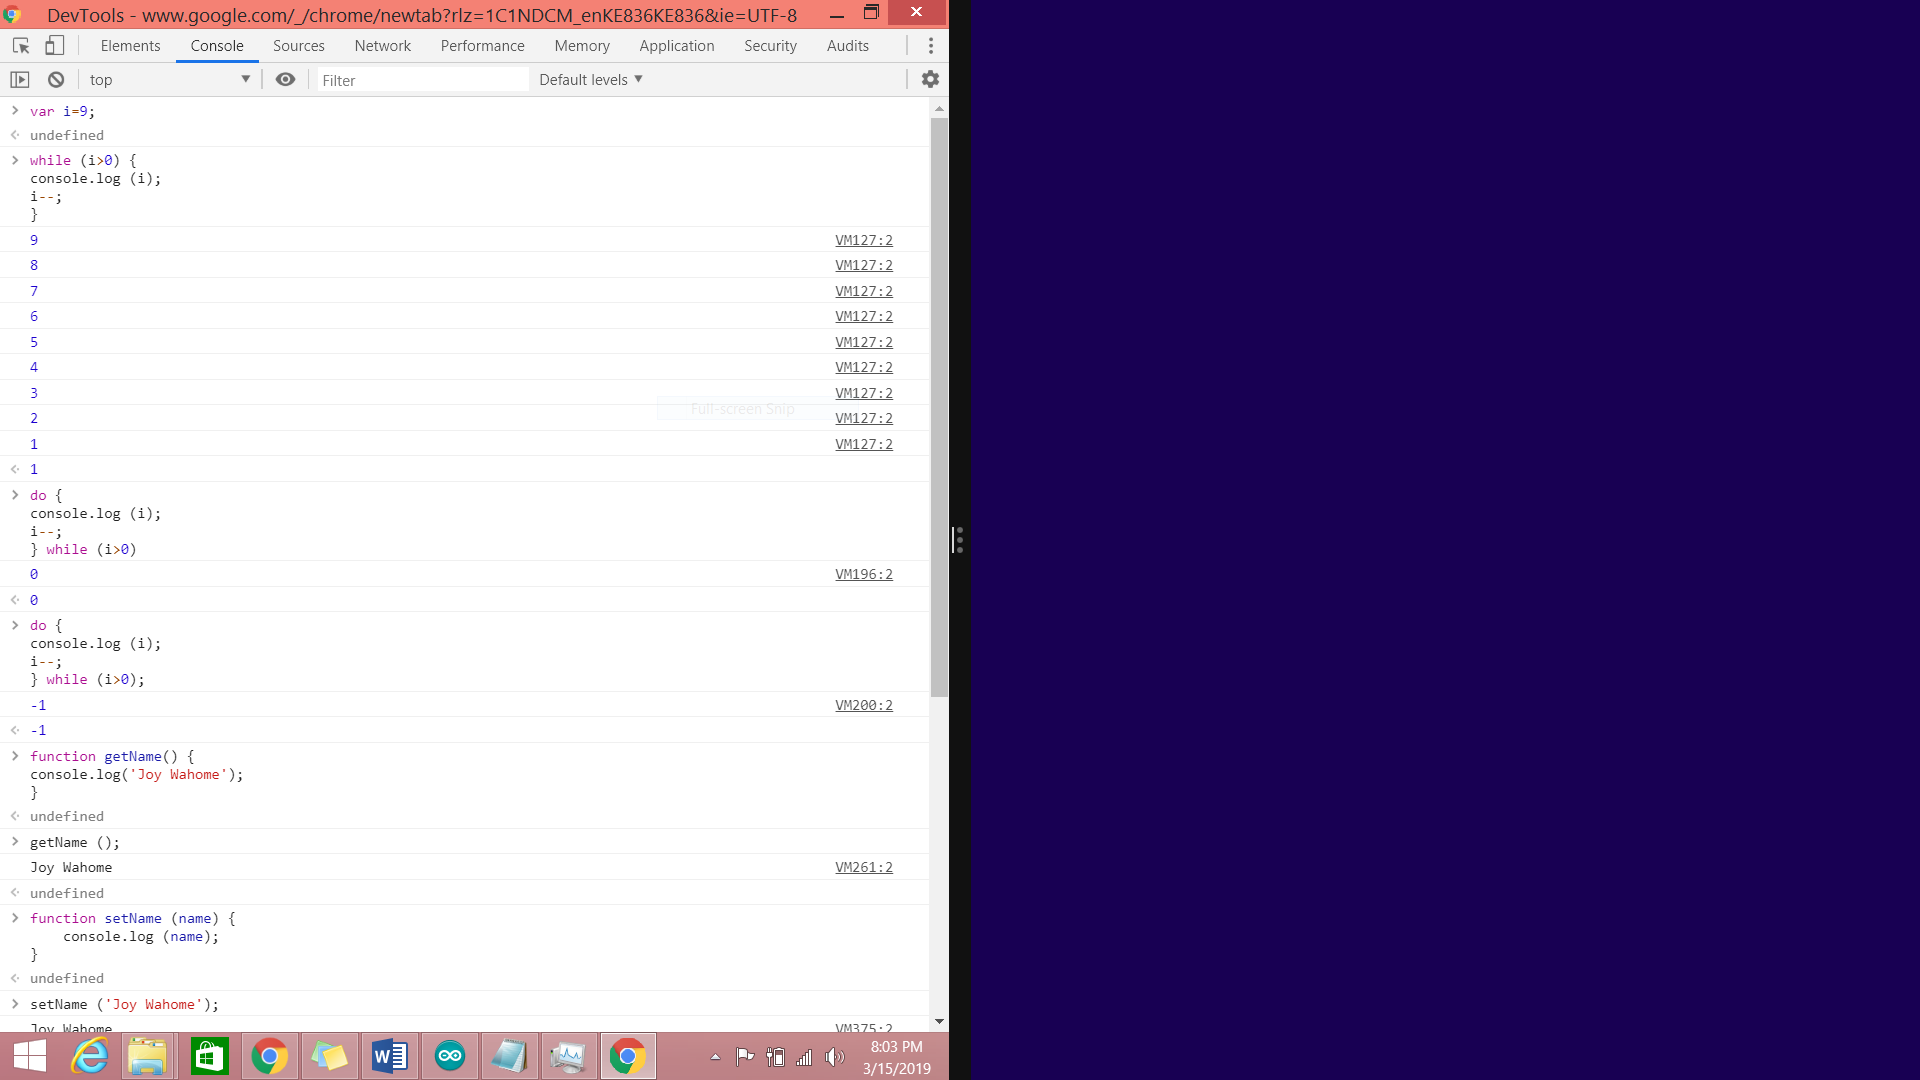 DevTools - www.google.com/_/chrome/newtab?rlz=1C1NDCM_enKE836KE836&ie=UTF-8
Elements Console Sources Network Performance Memory Application Security Audits
top Filter Default levels
var i=9;
undefined
while (i>0) {
console.log (i);
i--;
}
9 VM127:2
8 VM127:2
7 VM127:2
6 VM127:2
5 VM127:2
4 VM127:2
3 VM127:2
Full-screen Snip
2 VM127:2
1 VM127:2
1
do {
console.log (i);
i--;
} while (i>0)
0 VM196:2
0
do {
console.log (i);
i--;
} while (i>0);
-1 VM200:2
-1
function getName() {
console.log('Joy Wahome');
}
undefined
getName ();
Joy Wahome VM261:2
undefined
function setName (name) {
console.log (name);
}
undefined
setName ('Joy Wahome');
Joy Wahome VM375:2
8:03 PM
3/15/2019